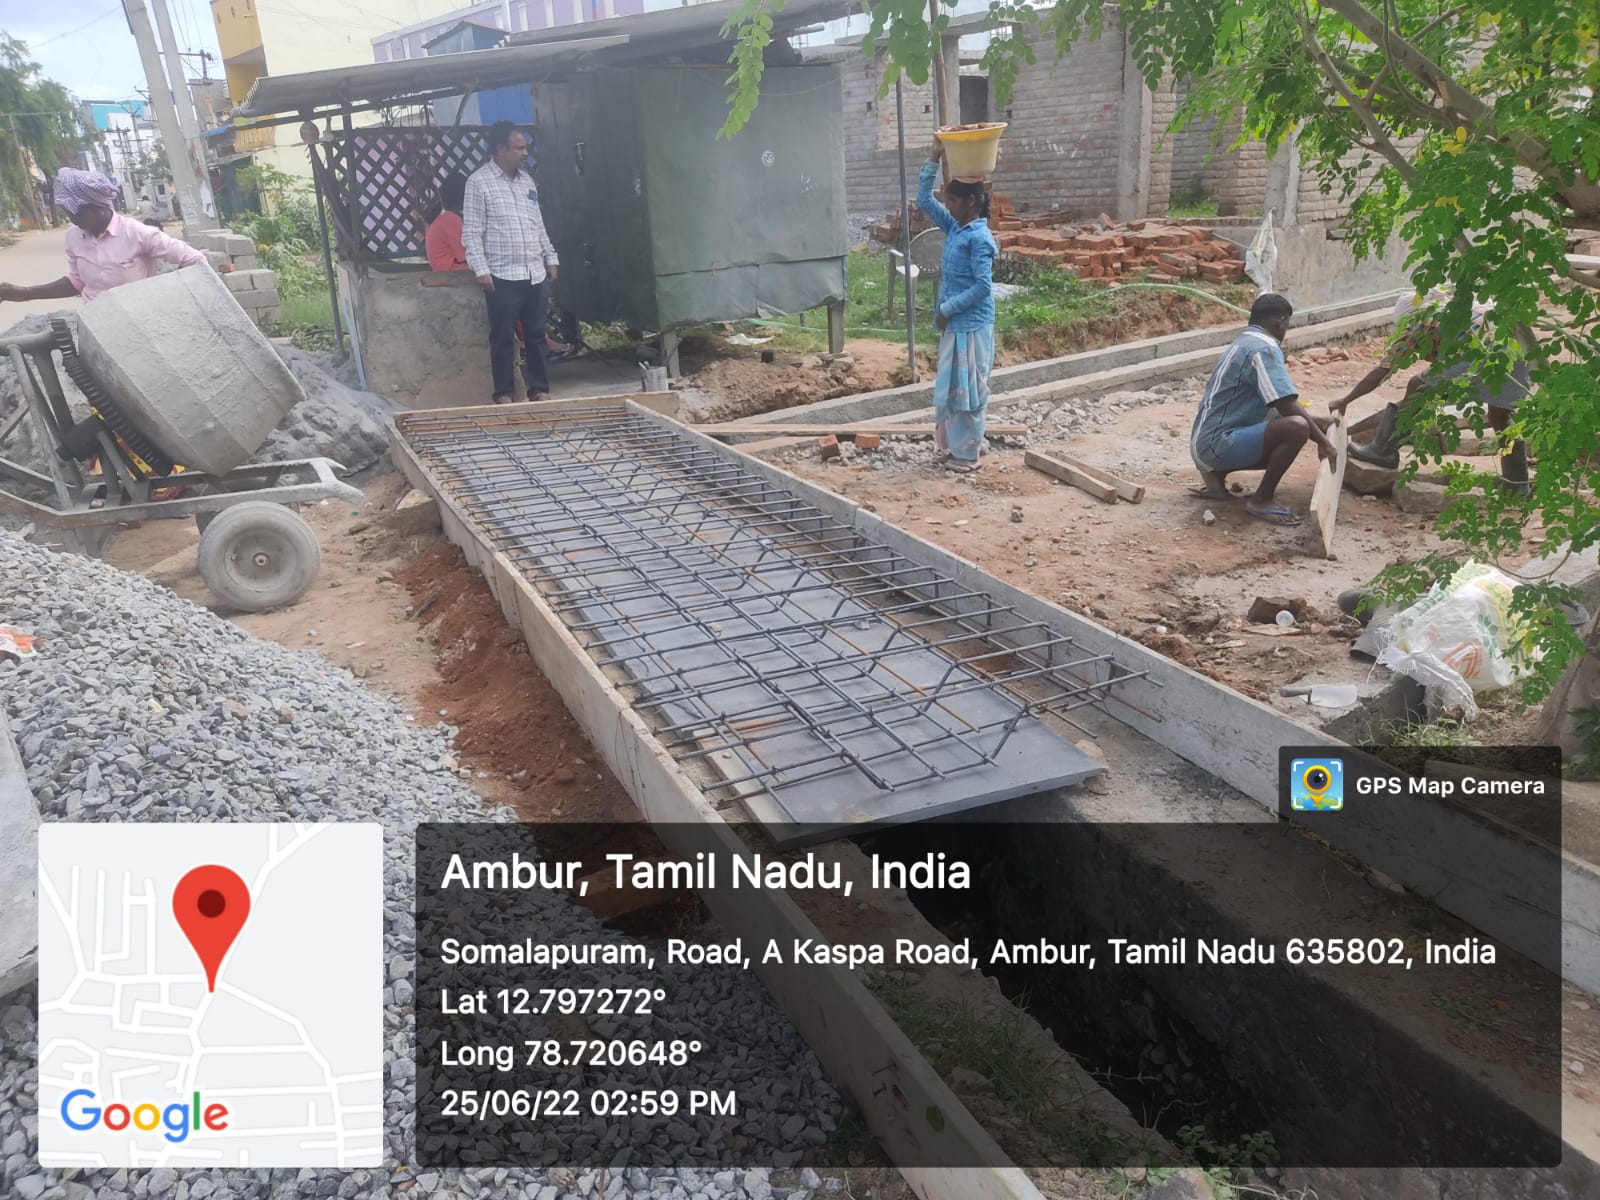 GPS Map Camera
Ambur, Tamil Nadu, India
Somalapuram, Road, A Kaspa Road, Ambur, Tamil Nadu 635802, India
Lat 12.797272°
Long 78.720648°
25/06/22 02:59 PM
Google